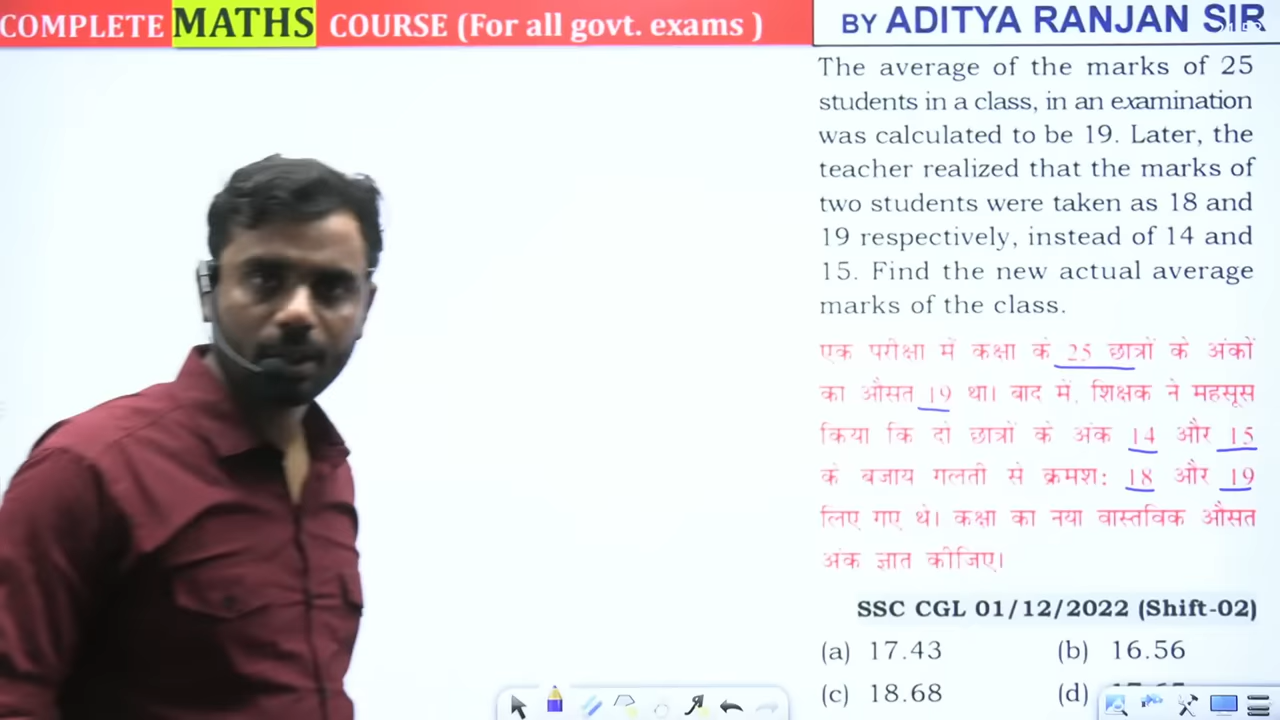 COMPLETE MATHS COURSE (For all govt. exams )
BY ADITYA RANJAN SIR
The average of the marks of 25
students in a class, in an examination
was calculated to be 19. Later, the
teacher realized that the marks of
two students were taken as 18 and
19 respectively, instead of 14 and
15. Find the new actual average
marks of the class.
एक परीक्षा में कक्षा के 25 छात्रों के अंकों
का औसत 19 था। बाद में, शिक्षक ने महसूस
किया कि दो छात्रों के अंक 14 और 15
के बजाय गलती से क्रमश: 18 और 19
लिए गए थे। कक्षा का नया वास्तविक औसत
अंक ज्ञात कीजिए।
SSC CGL 01/12/2022 (Shift-02)
(a) 17.43 (b) 16.56
(c) 18.68 (d)